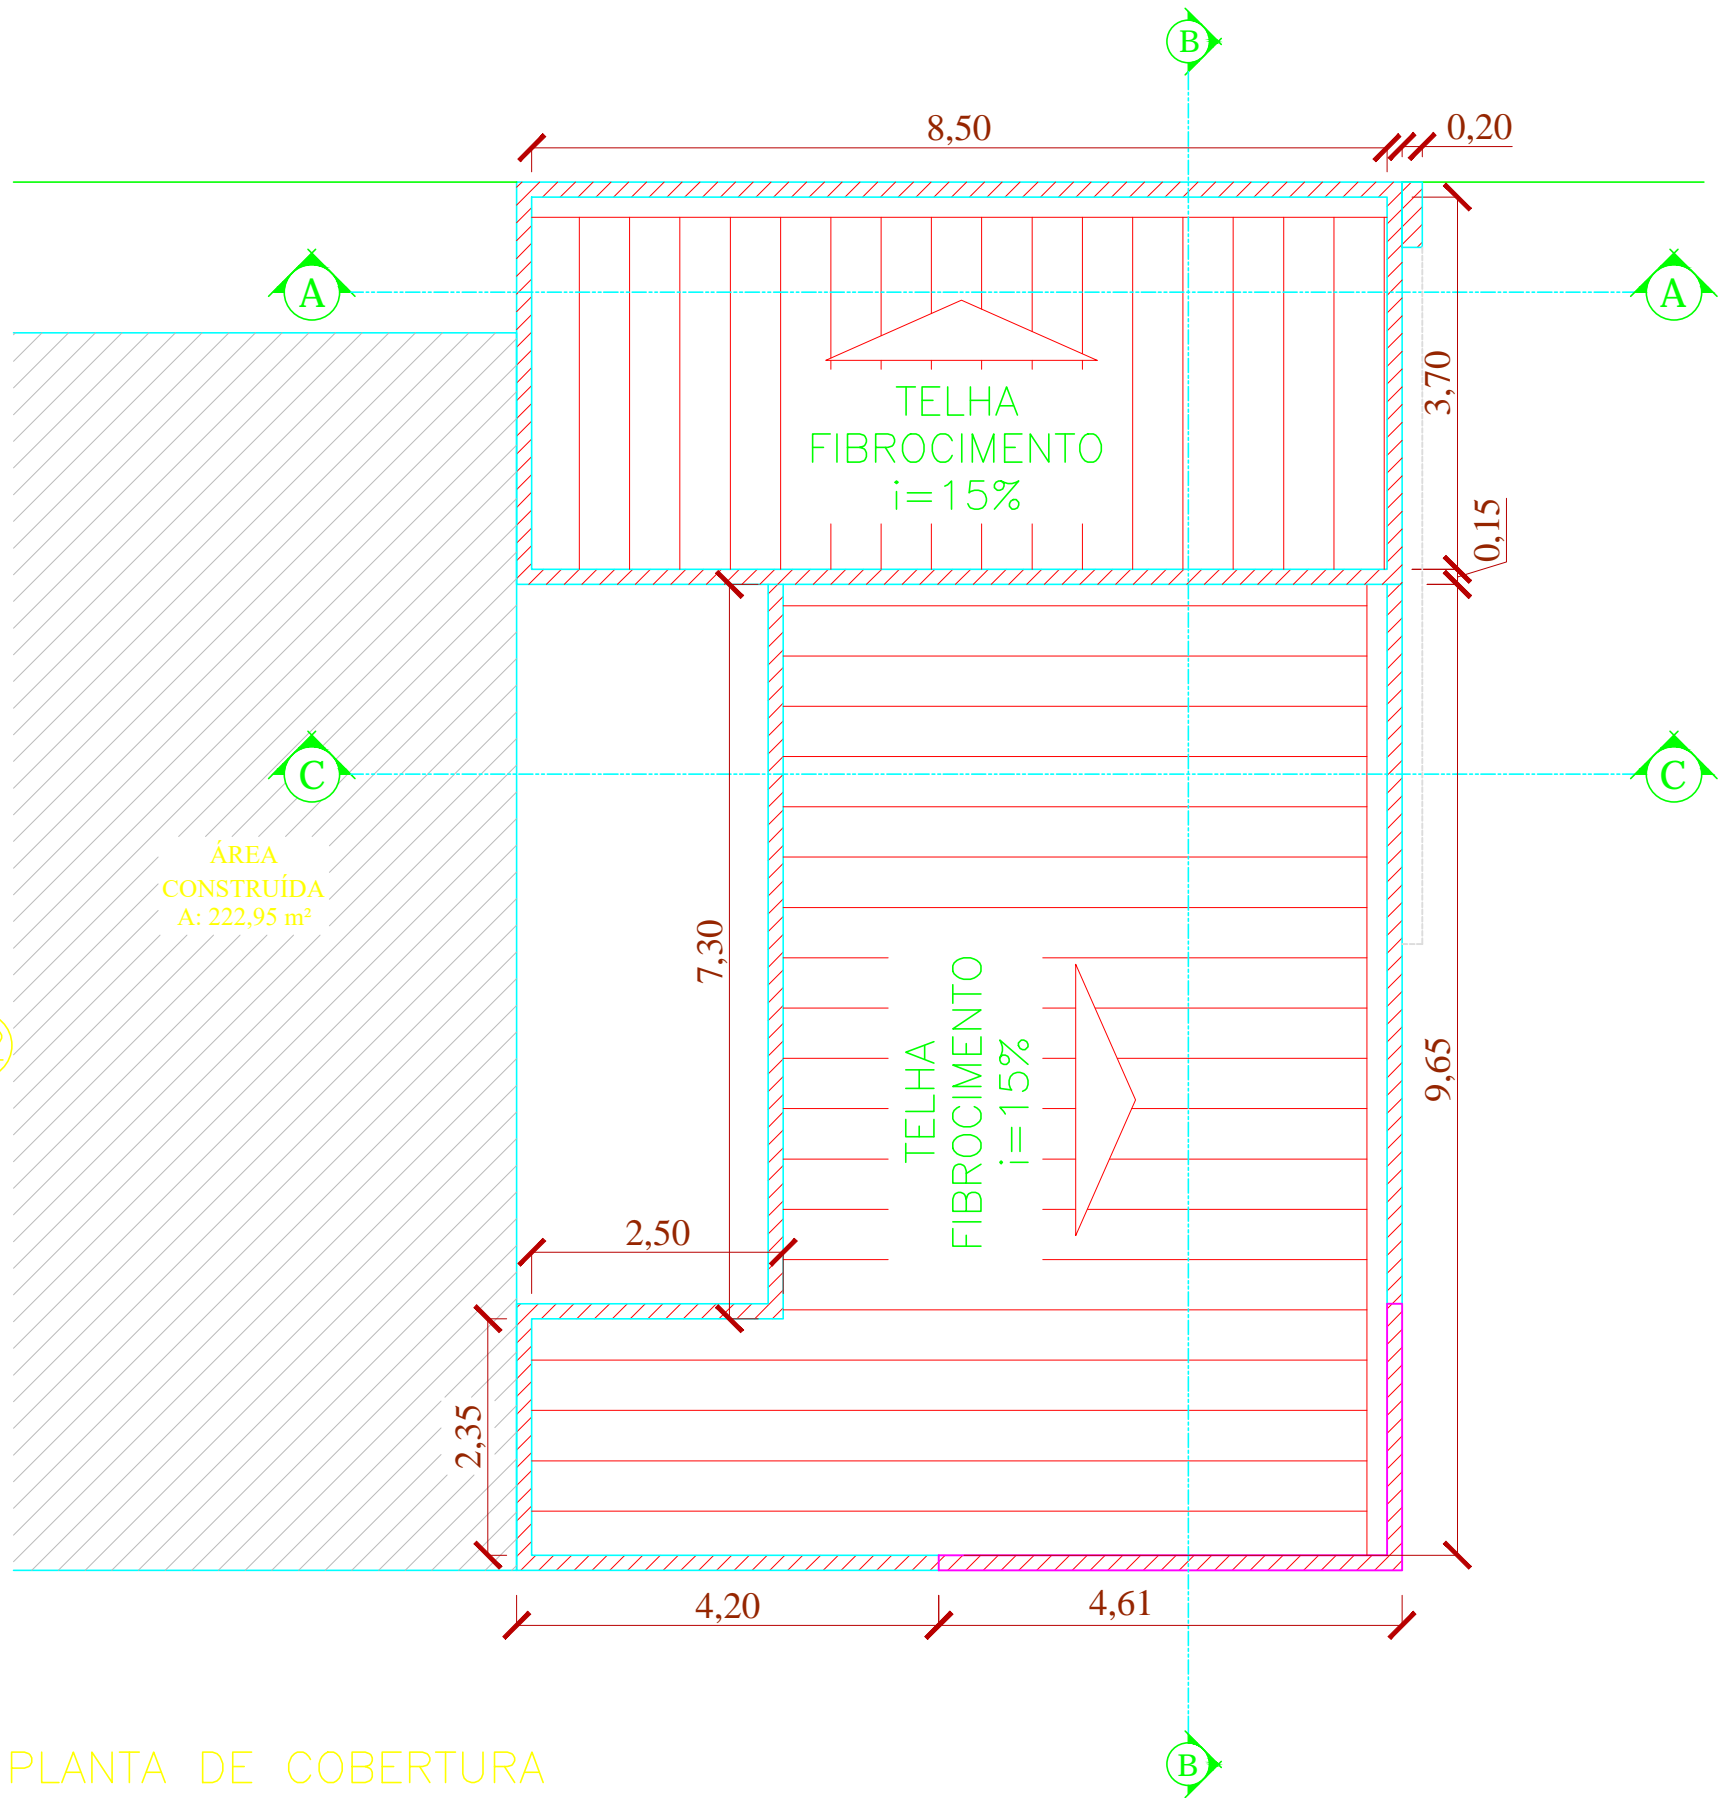 B
8,50
0,20
A
A
3,70
TELHA
FIBROCIMENTO
i=15%
0,15
C
C
ÁREA
CONSTRUÍDA
A: 222,95 m²
7,30
TELHA
FIBROCIMENTO
i=15%
9,65
2,50
2,35
4,20
4,61
B
PLANTA DE COBERTURA